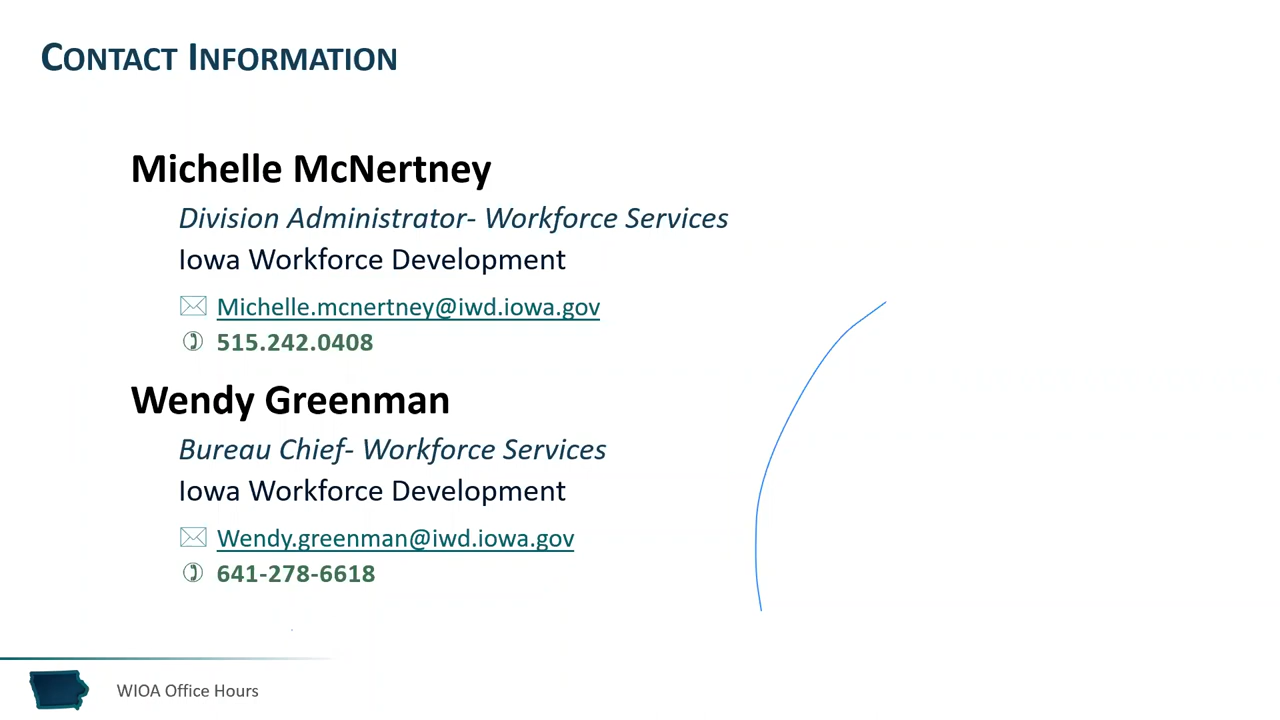 CONTACT INFORMATION
Michelle McNertney
Division Administrator- Workforce Services
Iowa Workforce Development
Michelle.mcnertney@iwd.iowa.gov
515.242.0408
Wendy Greenman
Bureau Chief- Workforce Services
Iowa Workforce Development
Wendy.greenman@iwd.iowa.gov
641-278-6618
WIOA Office Hours